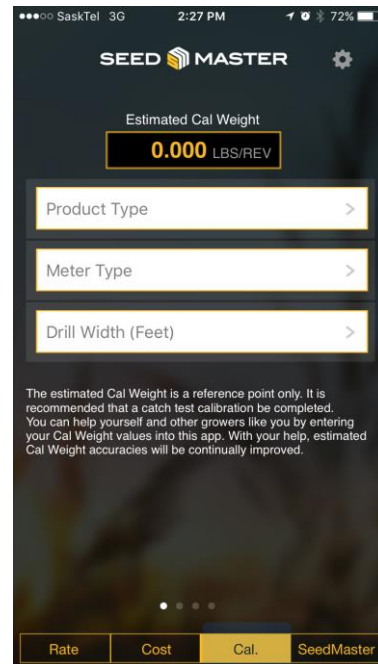 SaskTel 3G 2:27 PM 72%
SEED MASTER
Estimated Cal Weight
0.000 LBS/REV
Product Type >
Meter Type >
Drill Width (Feet) >
The estimated Cal Weight is a reference point only. It is
recommended that a catch test calibration be completed.
You can help yourself and other growers like you by entering
your Cal Weight values into this app. With your help, estimated
Cal Weight accuracies will be continually improved.
Rate Cost Cal. SeedMaster